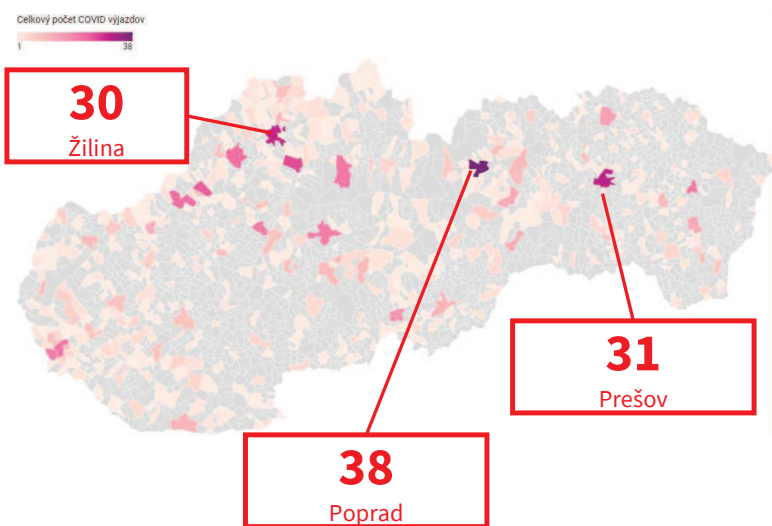 Celkový počet COVID výjazdov
1 38
30
Žilina
31
Prešov
38
Poprad